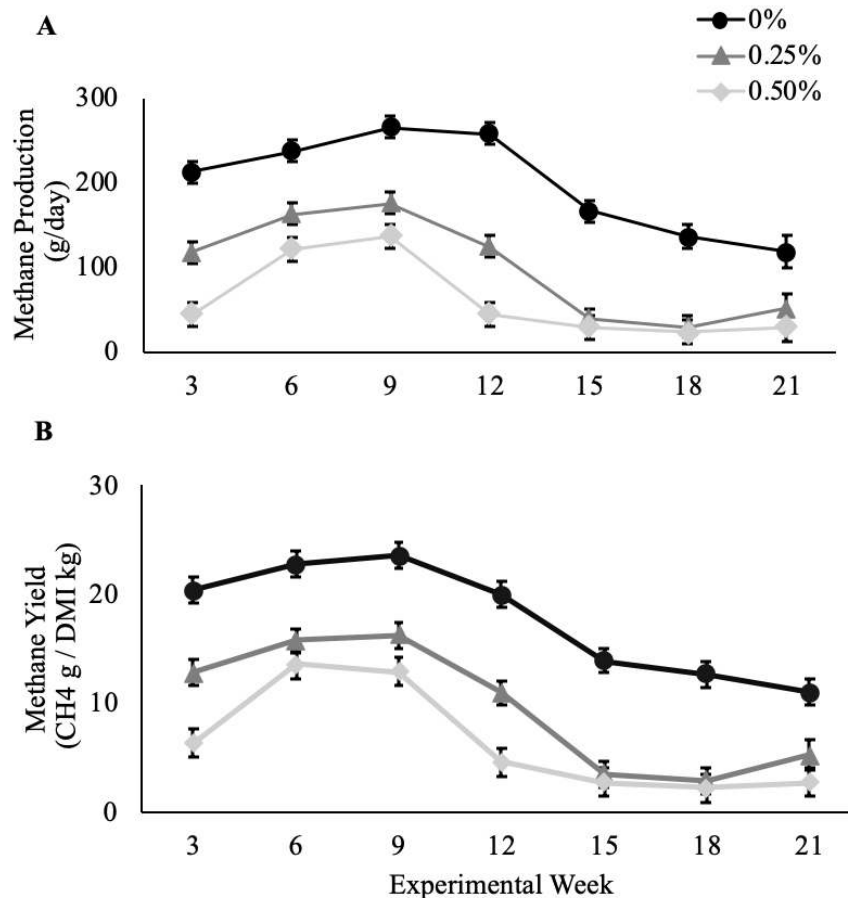 A
0%
0.25%
0.50%
Methane Production
(g/day)
300
200
100
0
3 6 9 12 15 18 21
B
Methane Yield
(CH4 g / DMI kg)
30
20
10
0
3 6 9 12 15 18 21
Experimental Week